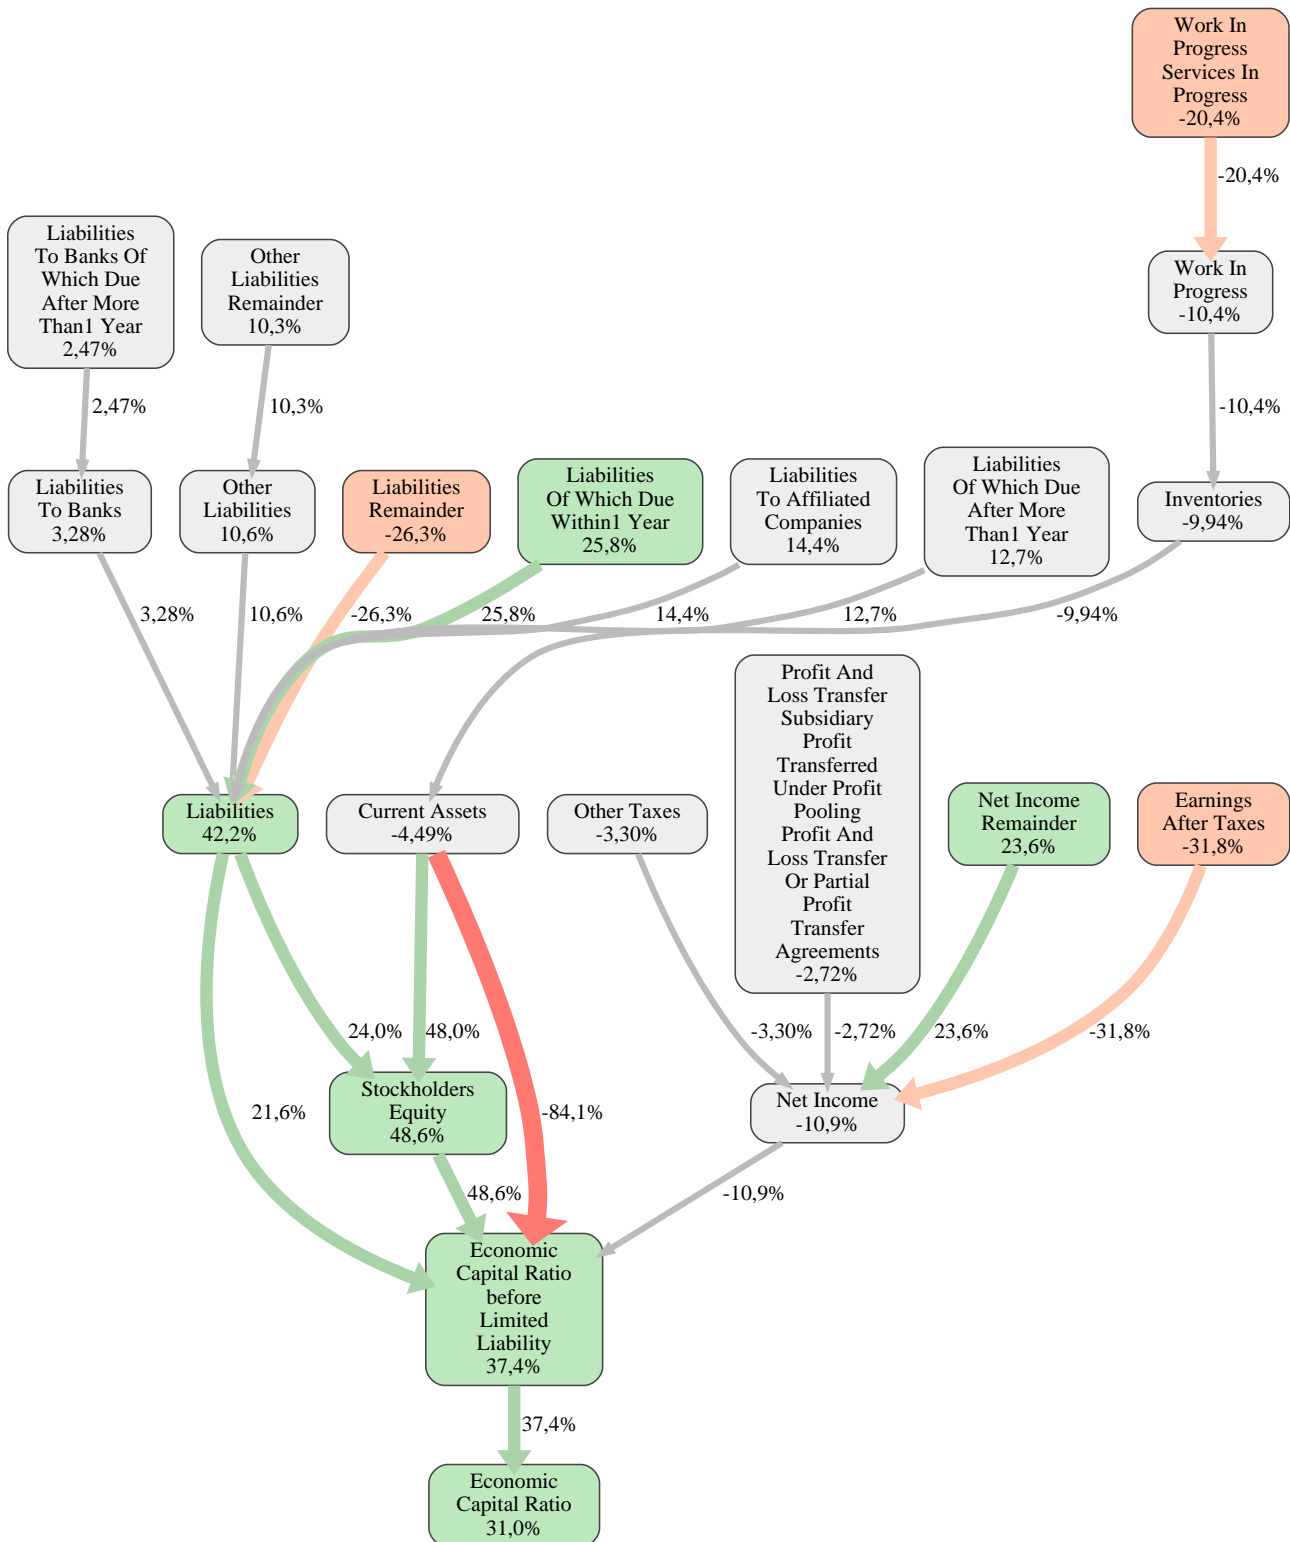 Work In
Progress
Services In
Progress
-20,4%
-20,4%
Liabilities
To Banks Of
Which Due
After More
Than1 Year
2,47%
Other
Liabilities
Remainder
10,3%
Work In
Progress
-10,4%
2,47%
10,3%
-10,4%
Liabilities
To Banks
3,28%
Other
Liabilities
10,6%
Liabilities
Remainder
-26,3%
Liabilities
Of Which Due
Within1 Year
25,8%
Liabilities
To Affiliated
Companies
14,4%
Liabilities
Of Which Due
After More
Than1 Year
12,7%
Inventories
-9,94%
3,28%
10,6%
-26,3%
25,8%
14,4%
12,7%
-9,94%
Profit And
Loss Transfer
Subsidiary
Profit
Transferred
Under Profit
Pooling
Profit And
Loss Transfer
Or Partial
Profit
Transfer
Agreements
-2,72%
Liabilities
42,2%
Current Assets
-4,49%
Other Taxes
-3,30%
Net Income
Remainder
23,6%
Earnings
After Taxes
-31,8%
24,0%
48,0%
-3,30%
-2,72%
23,6%
-31,8%
Stockholders
Equity
48,6%
Net Income
-10,9%
21,6%
-84,1%
48,6%
-10,9%
Economic
Capital Ratio
before
Limited
Liability
37,4%
37,4%
Economic
Capital Ratio
31,0%